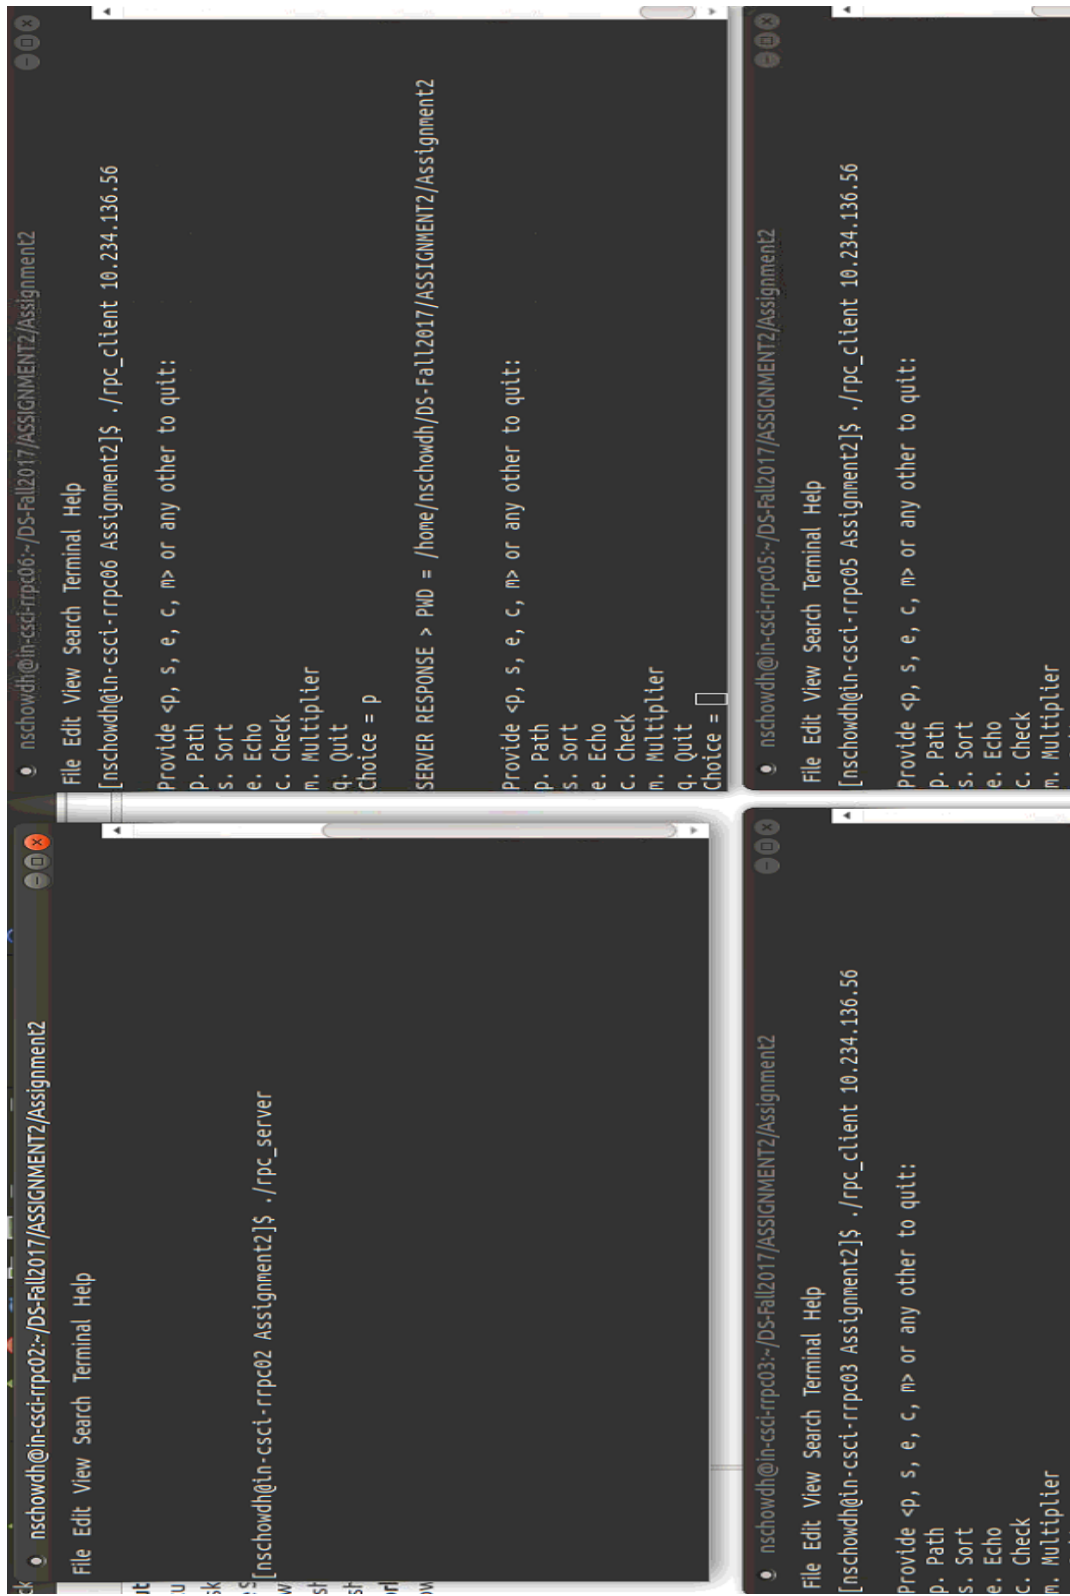 nschowdh@in-csci-rrpc02:~/DS-Fall2017/ASSIGNMENT2/Assignment2
File Edit View Search Terminal Help
[nschowdh@in-csci-rrpc02 Assignment2]$ ./rpc_server
nschowdh@in-csci-rrpc06:~/DS-Fall2017/ASSIGNMENT2/Assignment2
File Edit View Search Terminal Help
[nschowdh@in-csci-rrpc06 Assignment2]$ ./rpc_client 10.234.136.56
Provide <p, s, e, c, m> or any other to quit:
p. Path
s. Sort
e. Echo
c. Check
m. Multiplier
q. Quit
Choice = p
SERVER RESPONSE > PWD = /home/nschowdh/DS-Fall2017/ASSIGNMENT2/Assignment2
Provide <p, s, e, c, m> or any other to quit:
p. Path
s. Sort
e. Echo
c. Check
m. Multiplier
q. Quit
Choice =
nschowdh@in-csci-rrpc03:~/DS-Fall2017/ASSIGNMENT2/Assignment2
File Edit View Search Terminal Help
[nschowdh@in-csci-rrpc03 Assignment2]$ ./rpc_client 10.234.136.56
Provide <p, s, e, c, m> or any other to quit:
p. Path
s. Sort
e. Echo
c. Check
m. Multiplier
nschowdh@in-csci-rrpc05:~/DS-Fall2017/ASSIGNMENT2/Assignment2
File Edit View Search Terminal Help
[nschowdh@in-csci-rrpc05 Assignment2]$ ./rpc_client 10.234.136.56
Provide <p, s, e, c, m> or any other to quit:
p. Path
s. Sort
e. Echo
c. Check
m. Multiplier